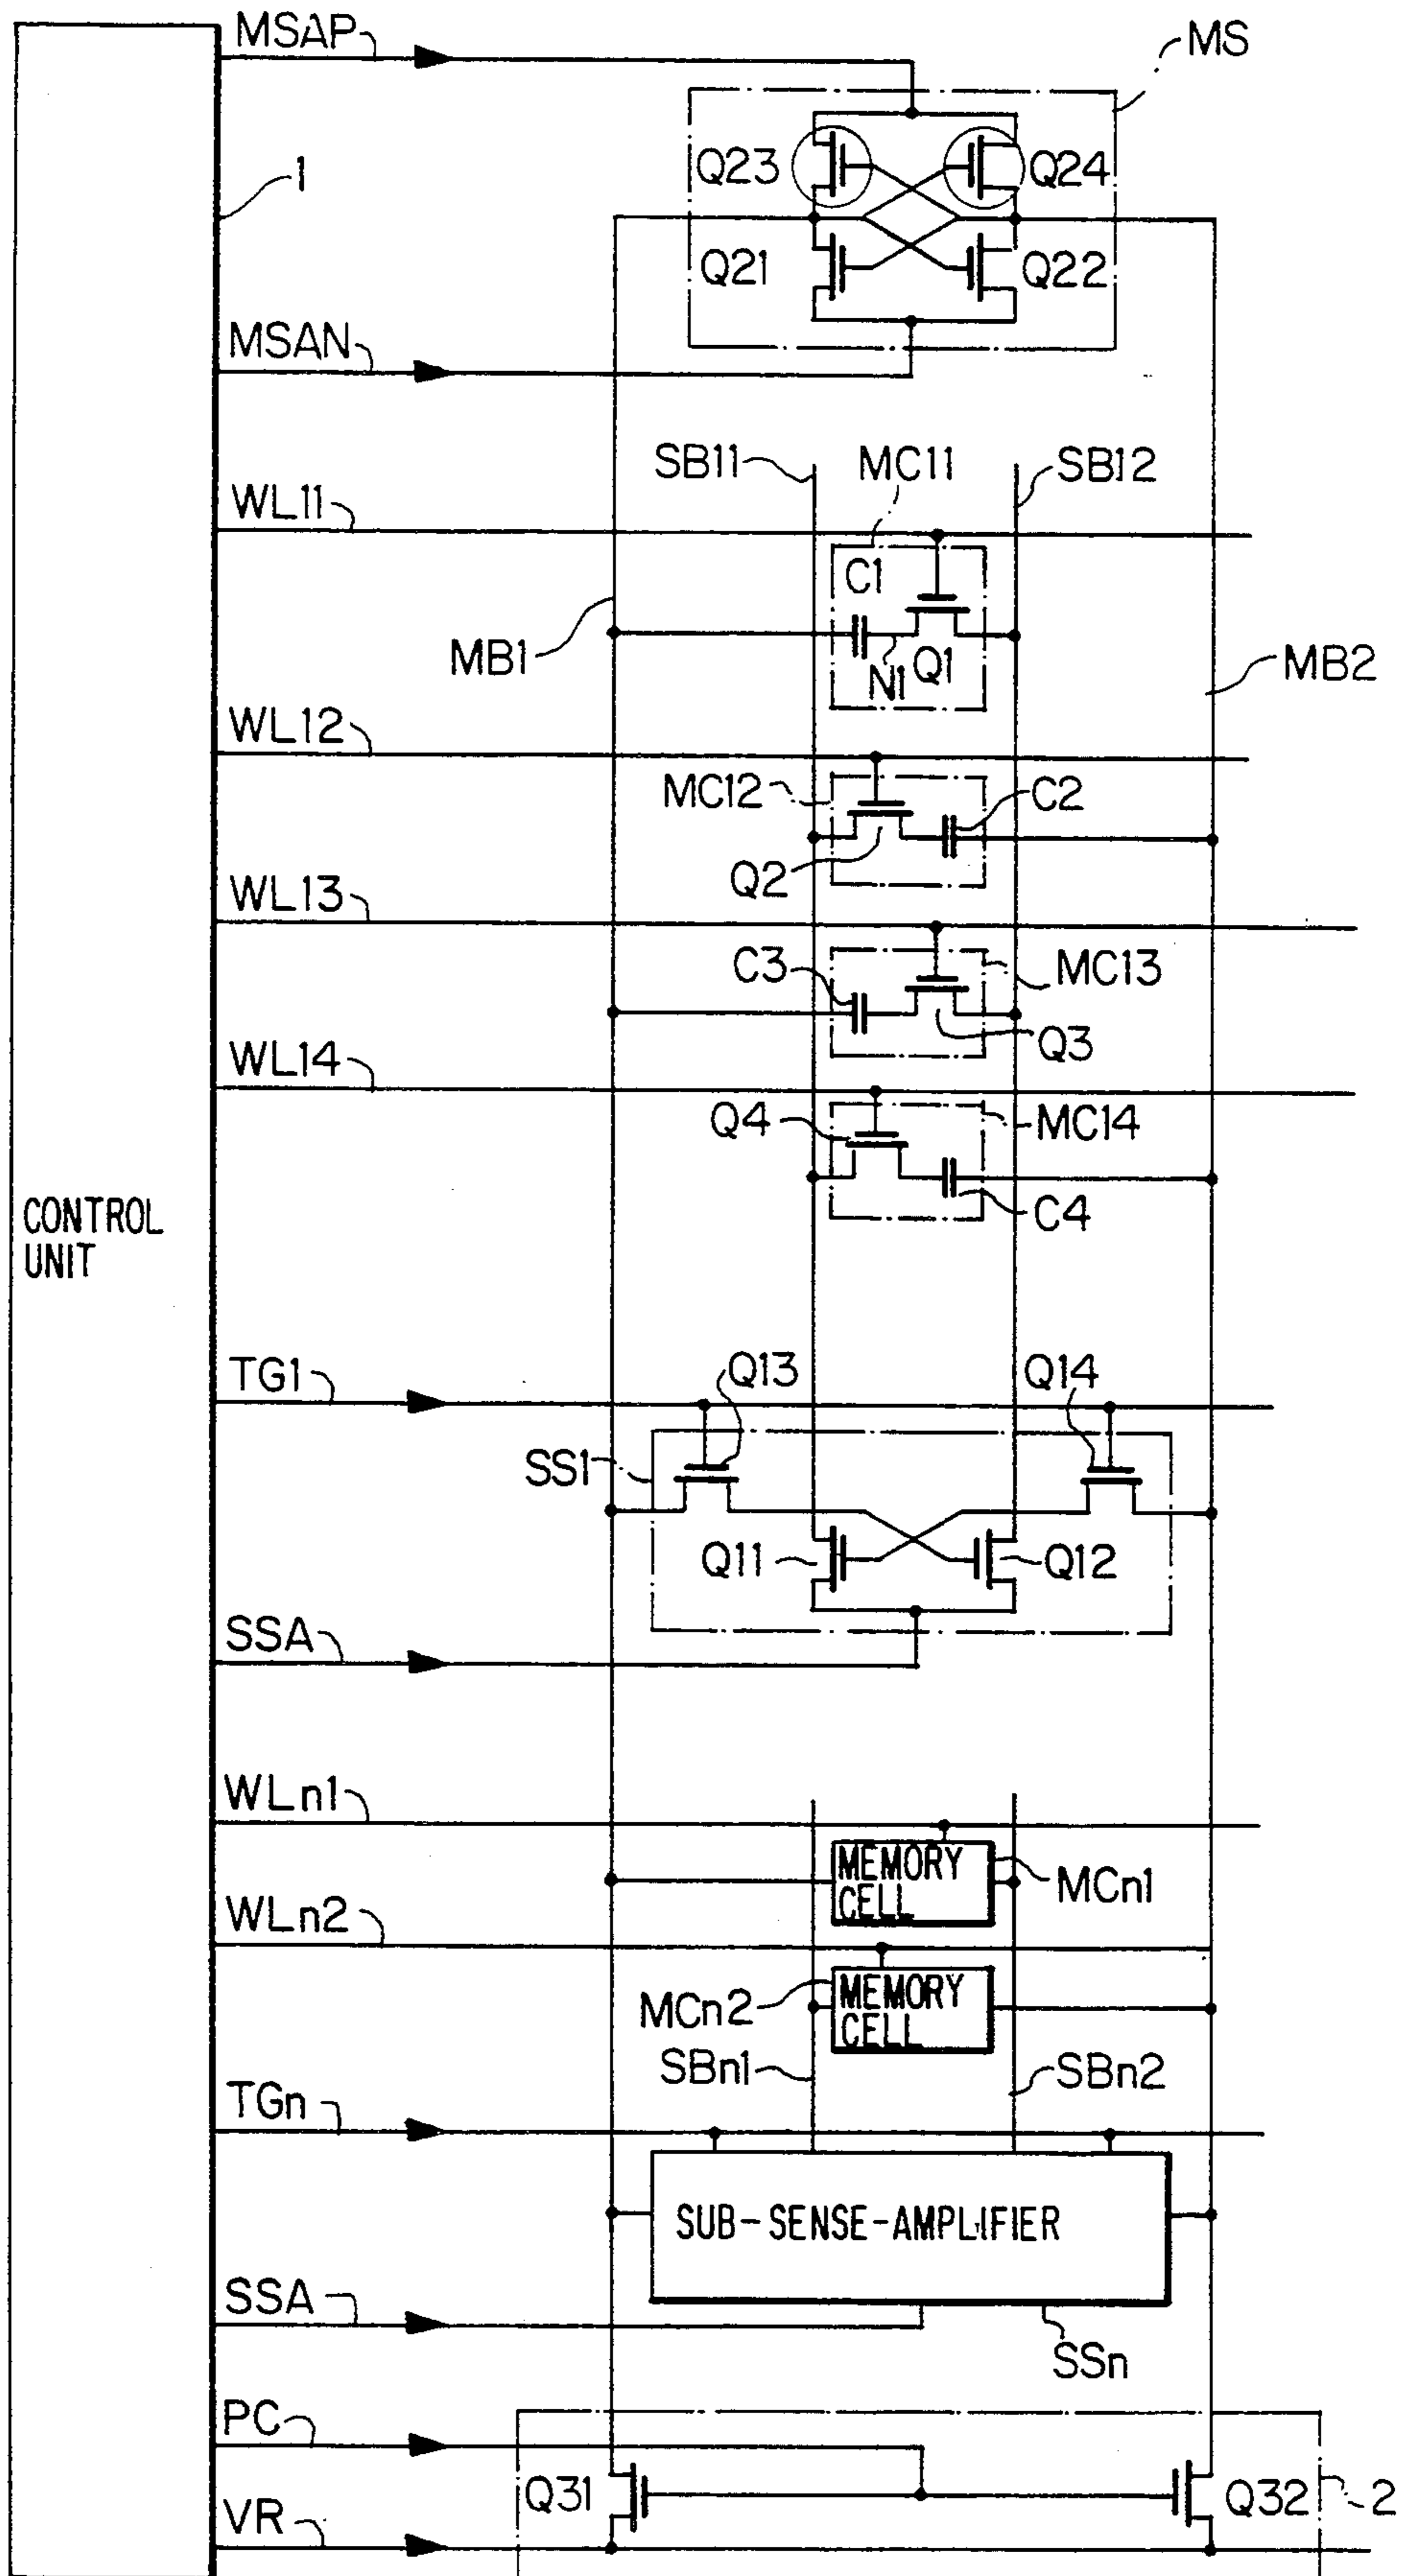 MSAP
MS
1
Q23
Q24
Q21
Q22
MSAN
SB11
MC11
SB12
WL11
C1
MB1
N1
Q1
MB2
WL12
MC12
C2
Q2
WL13
C3
MC13
Q3
WL14
Q4
MC14
C4
CONTROL
UNIT
TG1
Q13
Q14
SS1
Q11
Q12
SSA
WLn1
MEMORY
CELL
MCn1
WLn2
MCn2
MEMORY
CELL
SBn1
SBn2
TGn
SUB-SENSE-AMPLIFIER
SSA
SSn
PC
Q31
Q32
2
VR